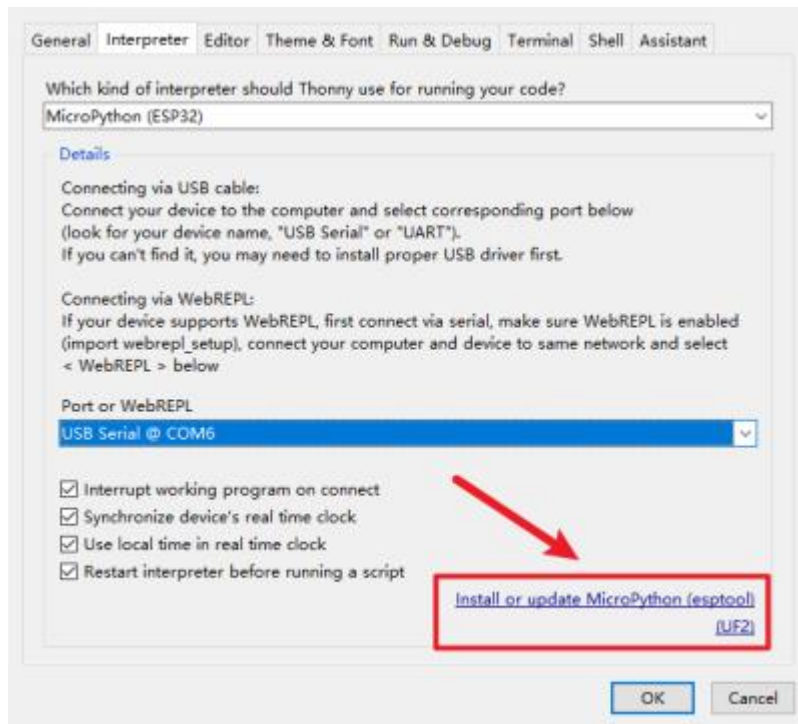 General Interpreter Editor Theme & Font Run & Debug Terminal Shell Assistant
Which kind of interpreter should Thonny use for running your code?
MicroPython (ESP32)
Details
Connecting via USB cable:
Connect your device to the computer and select corresponding port below
(look for your device name, "USB Serial" or "UART").
If you can't find it, you may need to install proper USB driver first.
Connecting via WebREPL:
If your device supports WebREPL, first connect via serial, make sure WebREPL is enabled
(import webrepl_setup), connect your computer and device to same network and select
< WebREPL > below
Port or WebREPL
USB Serial @ COM6
Interrupt working program on connect
Synchronize device's real time clock
Use local time in real time clock
Restart interpreter before running a script
Install or update MicroPython (esptool)
(UF2)
OK Cancel